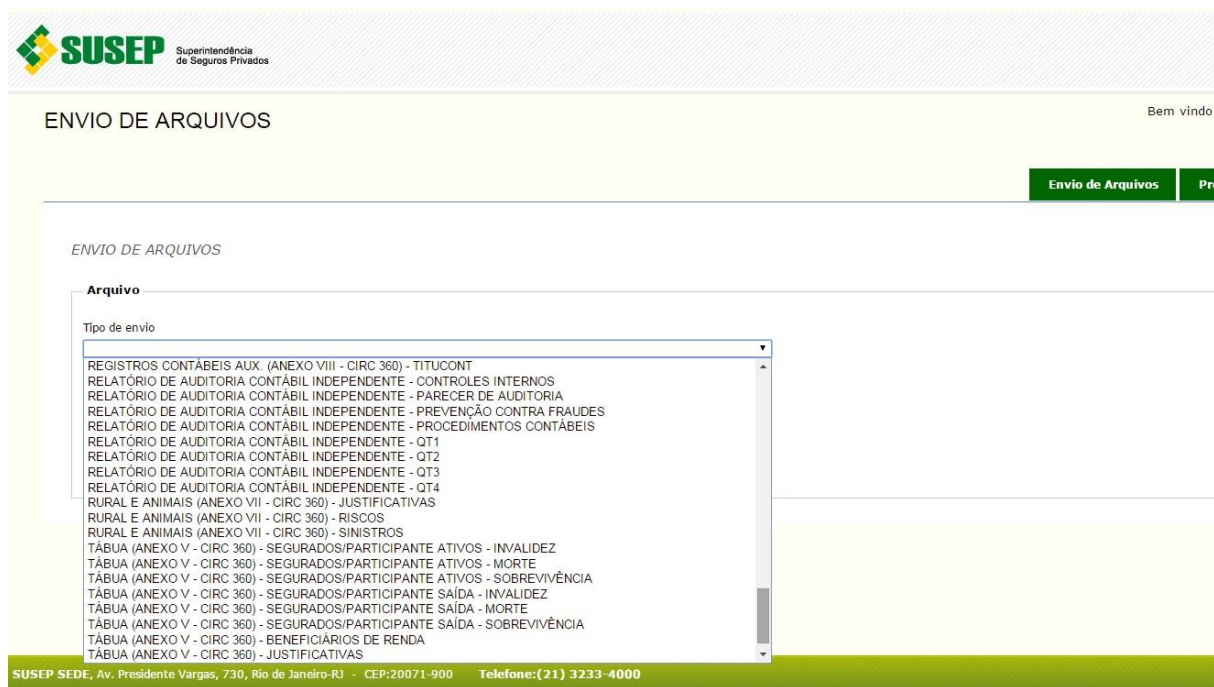 SUSEP Superintendência
de Seguros Privados
ENVIO DE ARQUIVOS
Bem vindo
Envio de Arquivos
ENVIO DE ARQUIVOS
Arquivo
Tipo de envio
REGISTROS CONTÁBEIS AUX. (ANEXO VIII - CIRC 360) - TITUCONT
RELATÓRIO DE AUDITORIA CONTÁBIL INDEPENDENTE - CONTROLES INTERNOS
RELATÓRIO DE AUDITORIA CONTÁBIL INDEPENDENTE - PARECER DE AUDITORIA
RELATÓRIO DE AUDITORIA CONTÁBIL INDEPENDENTE - PREVENÇÃO CONTRA FRAUDES
RELATÓRIO DE AUDITORIA CONTÁBIL INDEPENDENTE - PROCEDIMENTOS CONTÁBEIS
RELATÓRIO DE AUDITORIA CONTÁBIL INDEPENDENTE - QT1
RELATÓRIO DE AUDITORIA CONTÁBIL INDEPENDENTE - QT2
RELATÓRIO DE AUDITORIA CONTÁBIL INDEPENDENTE - QT3
RELATÓRIO DE AUDITORIA CONTÁBIL INDEPENDENTE - QT4
RURAL E ANIMAIS (ANEXO VII - CIRC 360) - JUSTIFICATIVAS
RURAL E ANIMAIS (ANEXO VII - CIRC 360) - RISCOS
RURAL E ANIMAIS (ANEXO VII - CIRC 360) - SINISTROS
TÁBUA (ANEXO V - CIRC 360) - SEGURADOS/PARTICIPANTE ATIVOS - INVALIDEZ
TÁBUA (ANEXO V - CIRC 360) - SEGURADOS/PARTICIPANTE ATIVOS - MORTE
TÁBUA (ANEXO V - CIRC 360) - SEGURADOS/PARTICIPANTE ATIVOS - SOBREVIVÊNCIA
TÁBUA (ANEXO V - CIRC 360) - SEGURADOS/PARTICIPANTE SAÍDA - INVALIDEZ
TÁBUA (ANEXO V - CIRC 360) - SEGURADOS/PARTICIPANTE SAÍDA - MORTE
TÁBUA (ANEXO V - CIRC 360) - SEGURADOS/PARTICIPANTE SAÍDA - SOBREVIVÊNCIA
TÁBUA (ANEXO V - CIRC 360) - BENEFICIÁRIOS DE RENDA
TÁBUA (ANEXO V - CIRC 360) - JUSTIFICATIVAS
SUSEP SEDE, Av. Presidente Vargas, 730, Rio de Janeiro-RJ - CEP:20071-900 Telefone:(21) 3233-4000